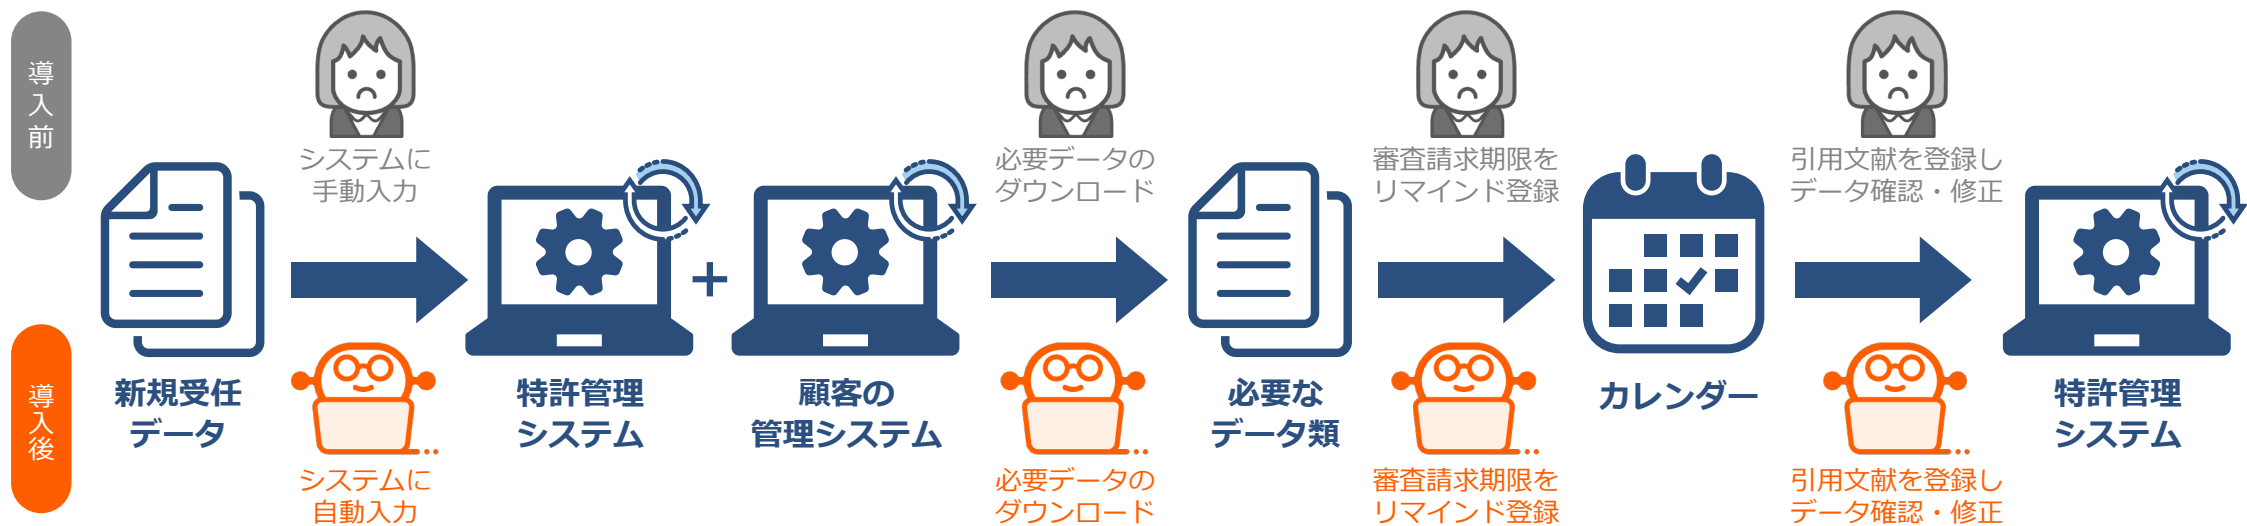 導入前
システムに
手動入力
必要データの
ダウンロード
審査請求期限を
リマインド登録
引用文献を登録し
データ確認・修正
+
新規受任
データ
特許管理
システム
顧客の
管理システム
必要な
データ類
カレンダー
特許管理
システム
導入後
システムに
自動入力
必要データの
ダウンロード
審査請求期限を
リマインド登録
引用文献を登録し
データ確認・修正